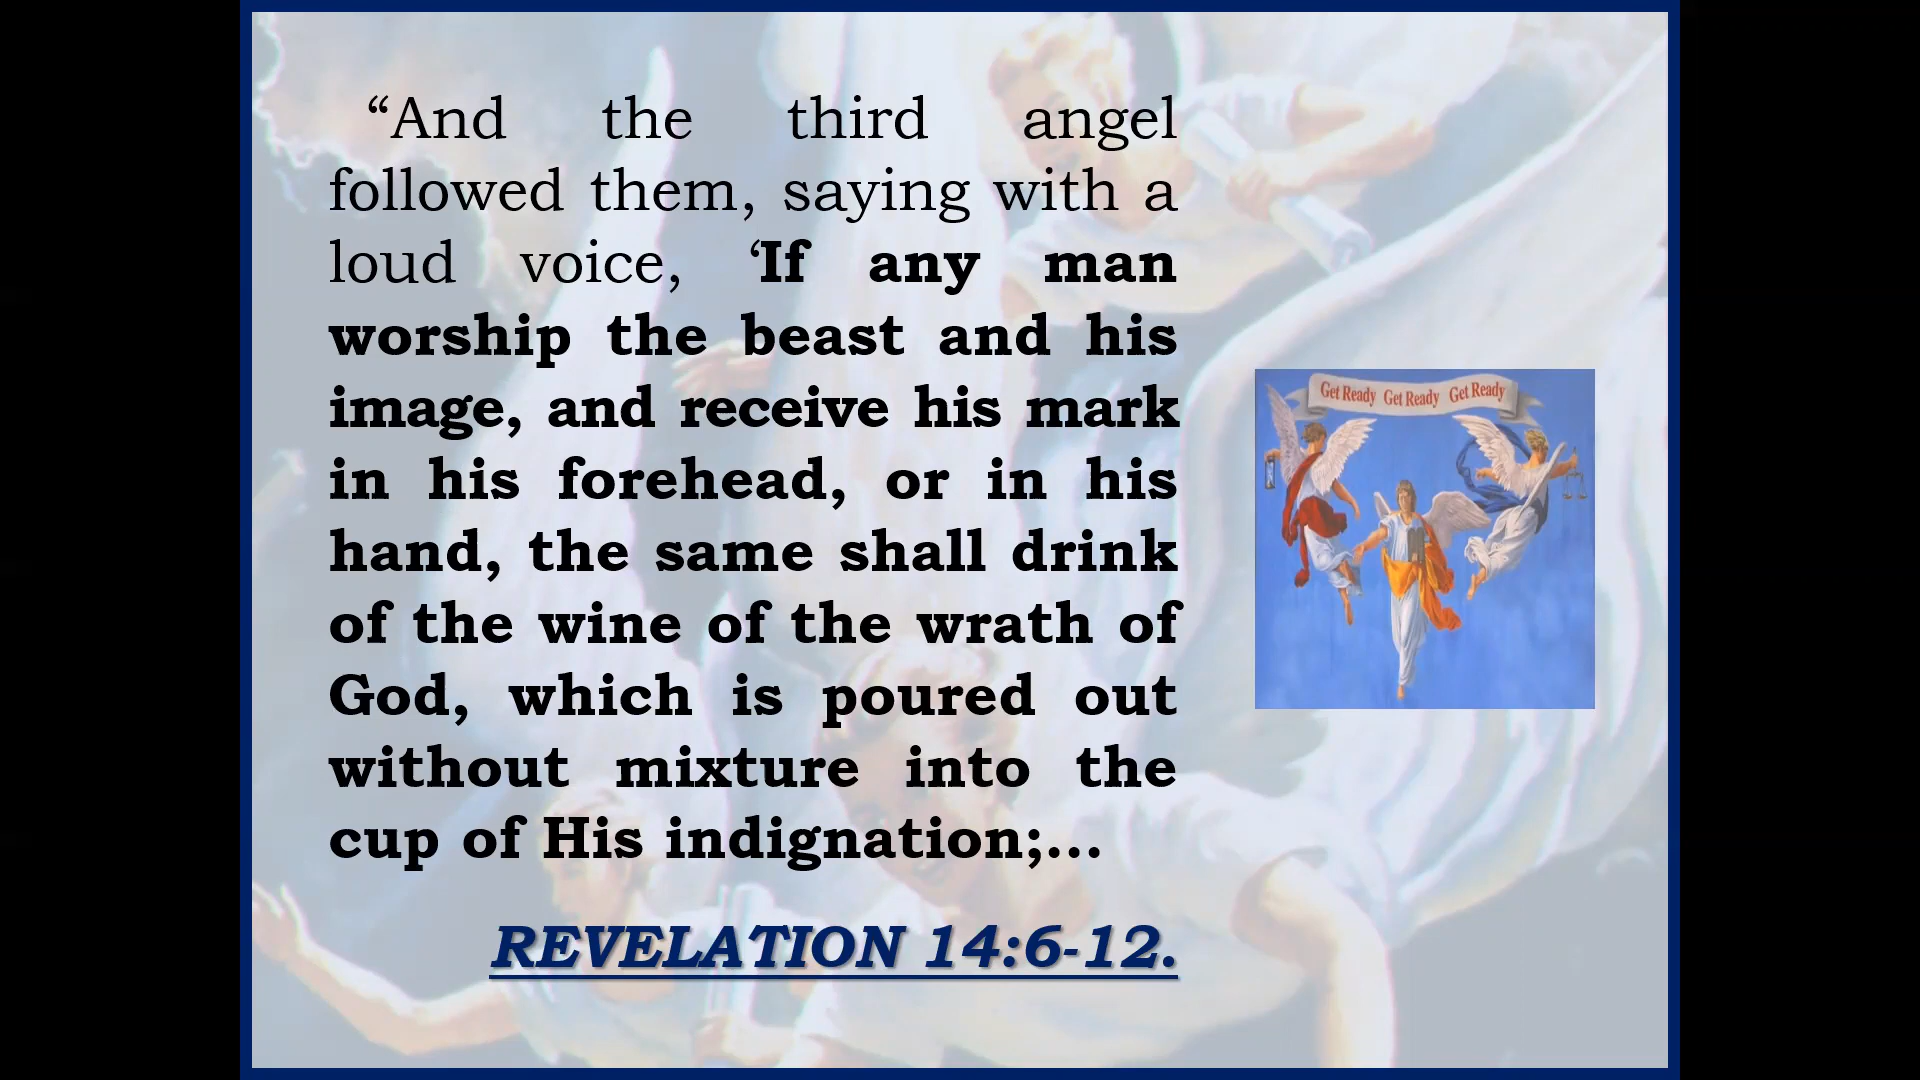 “And the third angel
followed them, saying with a
loud voice, ‘If any man
worship the beast and his
image, and receive his mark
in his forehead, or in his
hand, the same shall drink
of the wine of the wrath of
God, which is poured out
without mixture into the
cup of His indignation;...
REVELATION 14:6-12.
Get Ready Get Ready Get Ready